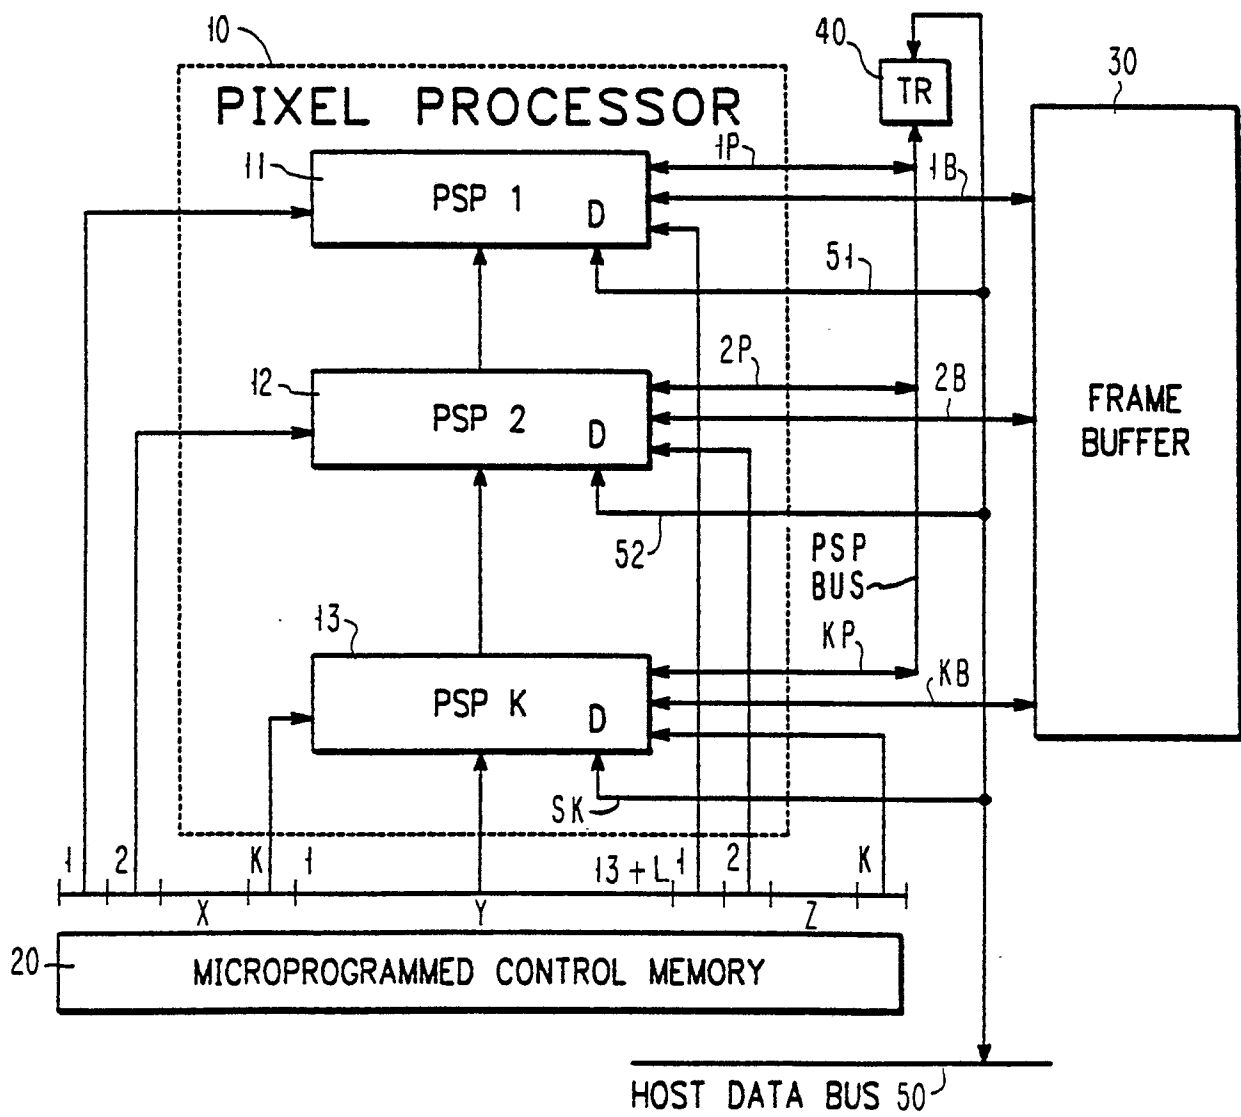 10
40
TR
30
PIXEL PROCESSOR
11
1P
1B
PSP 1
D
51
12
2P
2B
PSP 2
D
FRAME
BUFFER
52
PSP
BUS
13
KP
KB
PSP K
D
SK
1
2
K
1
13+L
1
2
K
X
Y
Z
20
MICROPROGRAMMED CONTROL MEMORY
HOST DATA BUS 50